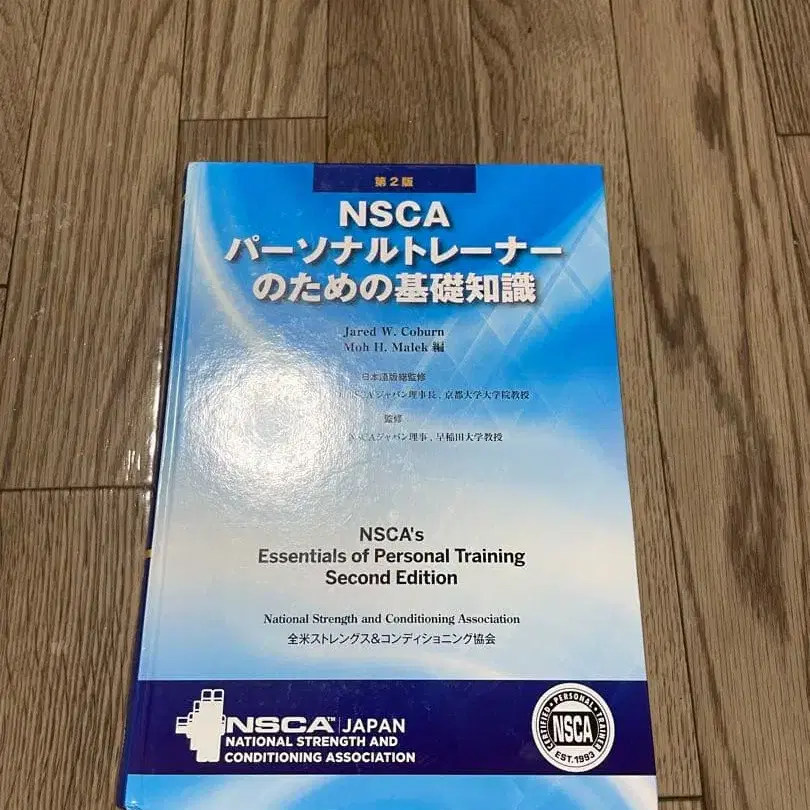 第2版
NSCA
パーソナルトレーナー
のための基礎知識
Jared W. Coburn
Moh H. Malek 編
日本語版総監修
NSCAジャパン理事長、京都大学大学院教授
監修
NSCAジャパン理事、早稲田大学教授
NSCA's
Essentials of Personal Training
Second Edition
National Strength and Conditioning Association
全米ストレングス&コンディショニング協会
NSCA™ JAPAN
NATIONAL STRENGTH AND
CONDITIONING ASSOCIATION
CERTIFIED • PERSONAL • TRAINER
NSCA
EST. 1993